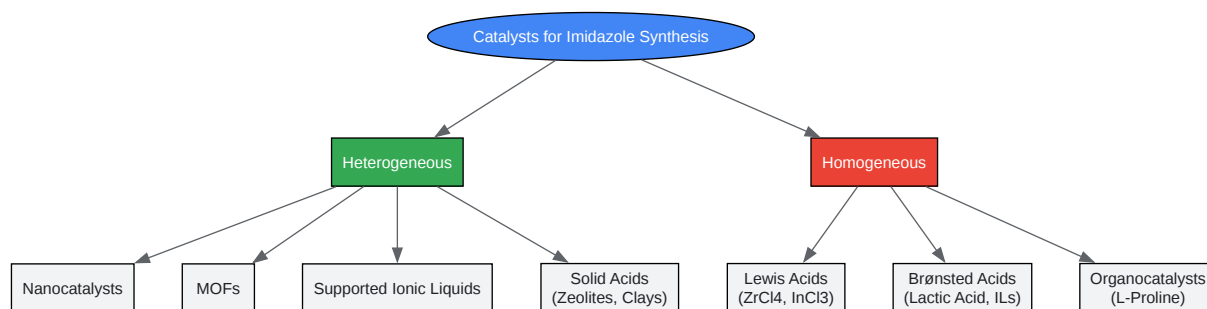 Catalysts for Imidazole Synthesis
Heterogeneous
Homogeneous
Nanocatalysts
MOFs
Supported Ionic Liquids
Solid Acids
(Zeolites, Clays)
Lewis Acids
(ZrCl4, InCl3)
Brønsted Acids
(Lactic Acid, ILs)
Organocatalysts
(L-Proline)